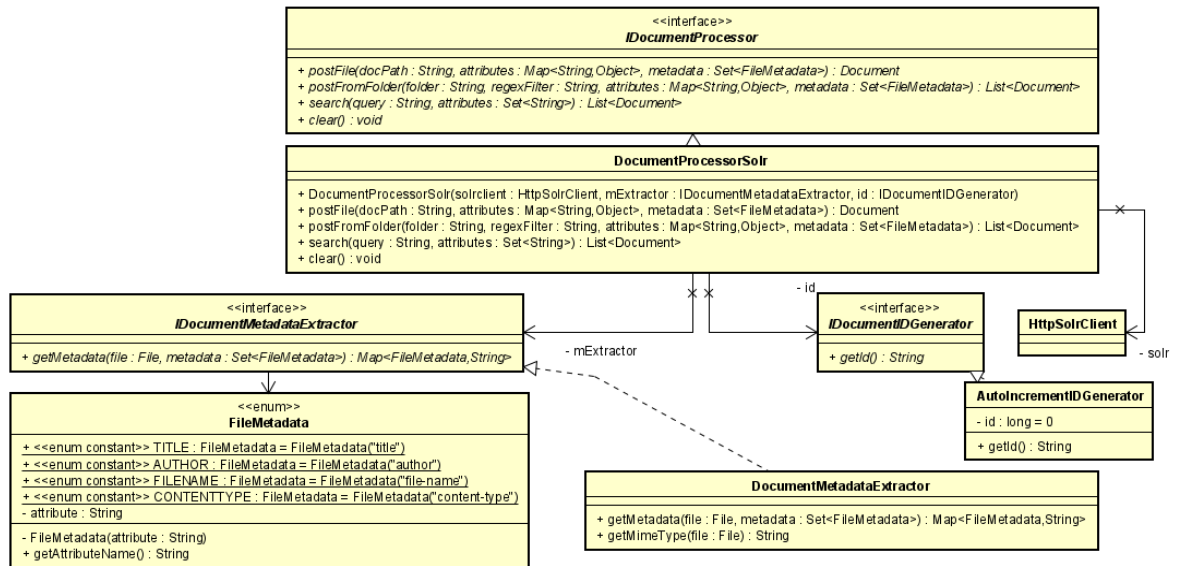 <<interface>>
IDocumentProcessor
+ postFile(docPath : String, attributes : Map<String,Object>, metadata : Set<FileMetadata>) : Document
+ postFromFolder(folder : String, regexFilter : String, attributes : Map<String,Object>, metadata : Set<FileMetadata>) : List<Document>
+ search(query : String, attributes : Set<String>) : List<Document>
+ clear() : void
DocumentProcessorSolr
+ DocumentProcessorSolr(solrclient : HttpSolrClient, mExtractor : IDocumentMetadataExtractor, id : IDocumentIDGenerator)
+ postFile(docPath : String, attributes : Map<String,Object>, metadata : Set<FileMetadata>) : Document
+ postFromFolder(folder : String, regexFilter : String, attributes : Map<String,Object>, metadata : Set<FileMetadata>) : List<Document>
+ search(query : String, attributes : Set<String>) : List<Document>
+ clear() : void
- id
<<interface>>
IDocumentMetadataExtractor
+ getMetadata(file : File, metadata : Set<FileMetadata>) : Map<FileMetadata,String>
- mExtractor
<<interface>>
IDocumentIDGenerator
+ getId() : String
HttpSolrClient
- solr
AutoIncrementIDGenerator
- id : long = 0
+ getId() : String
<<enum>>
FileMetadata
+ <<enum constant>> TITLE : FileMetadata = FileMetadata("title")
+ <<enum constant>> AUTHOR : FileMetadata = FileMetadata("author")
+ <<enum constant>> FILENAME : FileMetadata = FileMetadata("file-name")
+ <<enum constant>> CONTENTTYPE : FileMetadata = FileMetadata("content-type")
- attribute : String
- FileMetadata(attribute : String)
+ getAttributeName() : String
DocumentMetadataExtractor
+ getMetadata(file : File, metadata : Set<FileMetadata>) : Map<FileMetadata,String>
+ getMimeType(file : File) : String